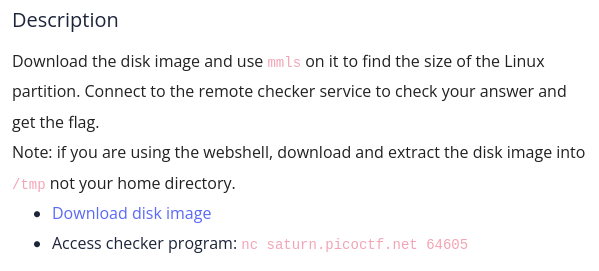 Description
Download the disk image and use mmls on it to find the size of the Linux
partition. Connect to the remote checker service to check your answer and
get the flag.
Note: if you are using the webshell, download and extract the disk image into
/tmp not your home directory.
• Download disk image
• Access checker program: nc saturn.picoctf.net 64605